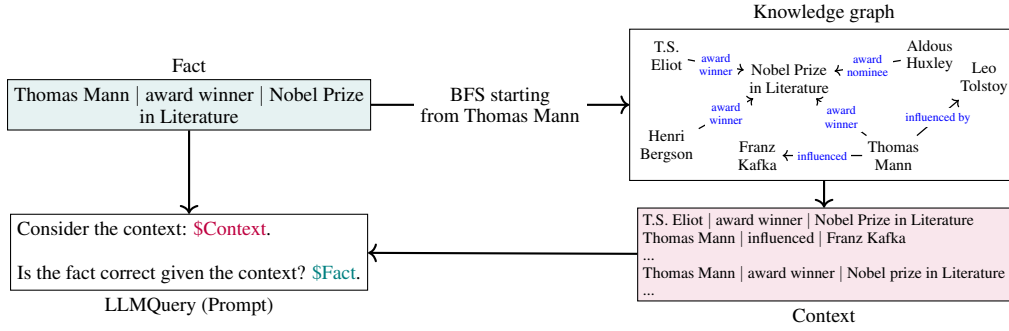 Knowledge graph
Fact
Thomas Mann | award winner | Nobel Prize
in Literature
BFS starting
from Thomas Mann
T.S.
Eliot
award
winner
Nobel Prize
in Literature
award
nominee
Aldous
Huxley
Leo
Tolstoy
Henri
Bergson
award
winner
award
winner
influenced by
Franz
Kafka
influenced
Thomas
Mann
Consider the context: $Context.
Is the fact correct given the context? $Fact.
LLMQuery (Prompt)
T.S. Eliot | award winner | Nobel Prize in Literature
Thomas Mann | influenced | Franz Kafka
...
Thomas Mann | award winner | Nobel prize in Literature
...
Context